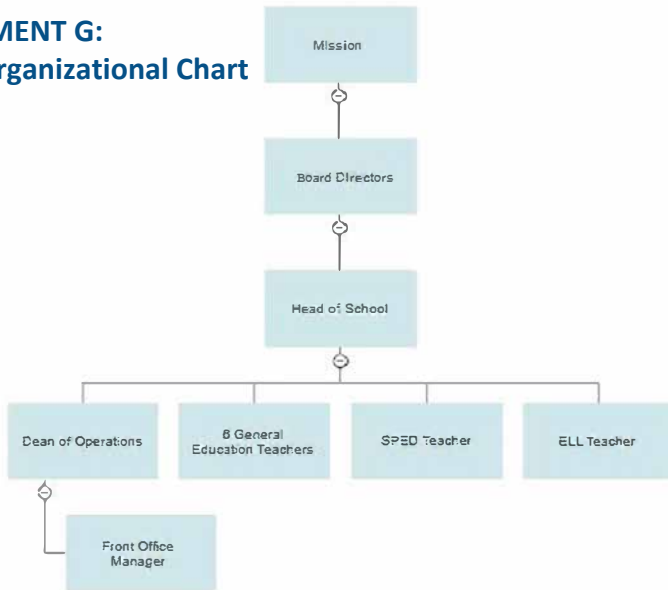 MENT G:
rganizational Chart
Mission
Board Directors
Head of School
Dean of Operations
6 General
Education Teachers
SPED Teacher
ELL Teacher
Front Office
Manager